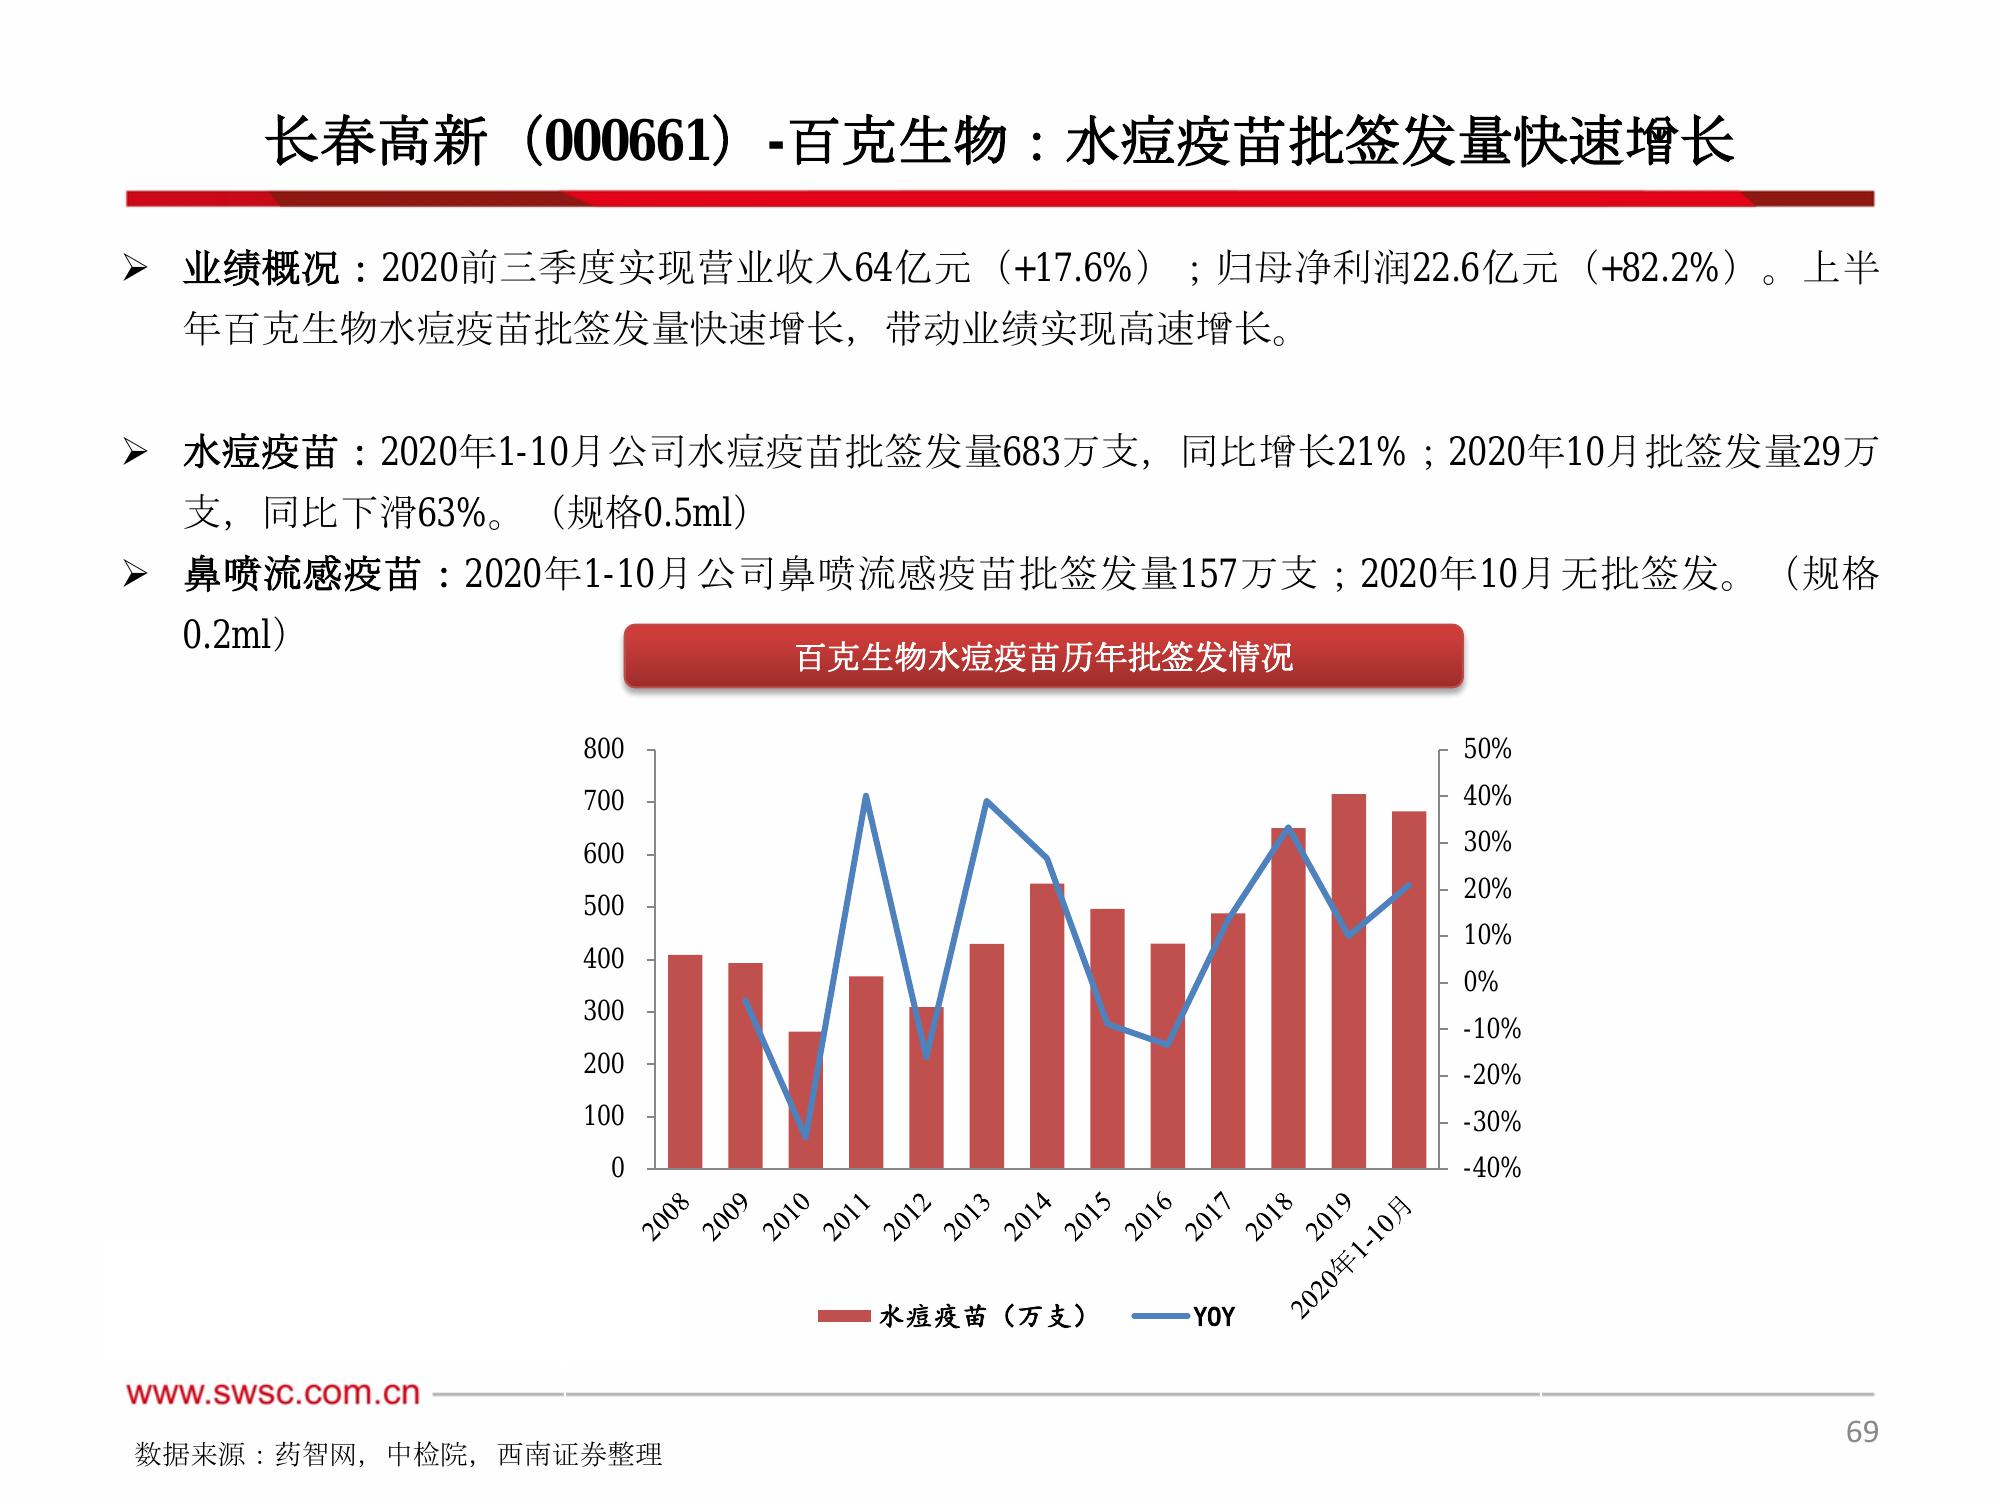 长春高新（000661）-百克生物：水痘疫苗批签发量快速增长
➢ 业绩概况：2020前三季度实现营业收入64亿元（+17.6%）；归母净利润22.6亿元（+82.2%）。上半
年百克生物水痘疫苗批签发量快速增长，带动业绩实现高速增长。
➢ 水痘疫苗：2020年1-10月公司水痘疫苗批签发量683万支，同比增长21%；2020年10月批签发量29万
支，同比下滑63%。（规格0.5ml）
➢ 鼻喷流感疫苗：2020年1-10月公司鼻喷流感疫苗批签发量157万支；2020年10月无批签发。（规格
0.2ml）
百克生物水痘疫苗历年批签发情况
800
700
600
500
400
300
200
100
0
50%
40%
30%
20%
10%
0%
-10%
-20%
-30%
-40%
2008
2009
2010
2011
2012
2013
2014
2015
2016
2017
2018
2019
2020年1-10月
水痘疫苗（万支） YOY
www.swsc.com.cn
69
数据来源：药智网，中检院，西南证券整理